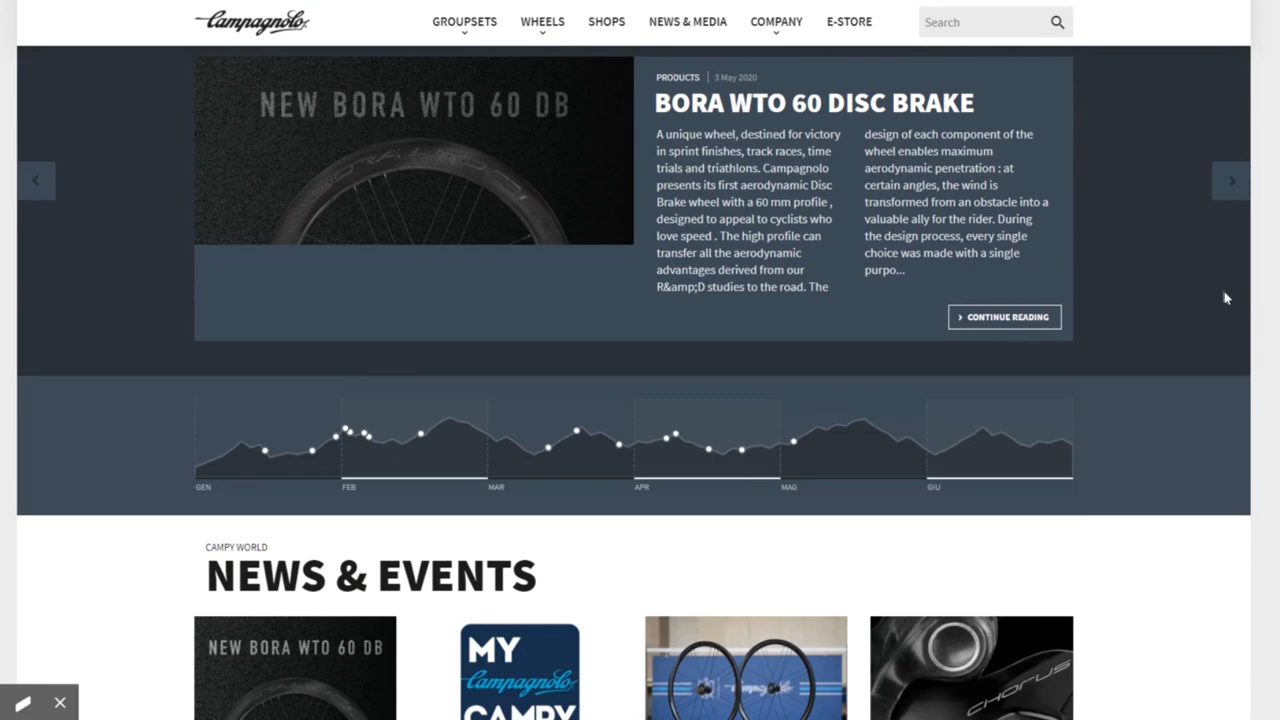 Campagnolo
GROUPSETS
WHEELS
SHOPS
NEWS & MEDIA
COMPANY
E-STORE
Search
NEW BORA WTO 60 DB
PRODUCTS
3 May 2020
BORA WTO 60 DISC BRAKE
A unique wheel, destined for victory
in sprint finishes, track races, time
trials and triathlons. Campagnolo
presents its first aerodynamic Disc
Brake wheel with a 60 mm profile ,
designed to appeal to cyclists who
love speed . The high profile can
transfer all the aerodynamic
advantages derived from our
R&amp;D studies to the road. The
design of each component of the
wheel enables maximum
aerodynamic penetration : at
certain angles, the wind is
transformed from an obstacle into a
valuable ally for the rider. During
the design process, every single
choice was made with a single
purpo...
CONTINUE READING
GEN
FEB
MAR
APR
MAG
GIU
CAMPY WORLD
NEWS & EVENTS
NEW BORA WTO 60 DB
MY
Campagnolo
CAMPY
CHORUS